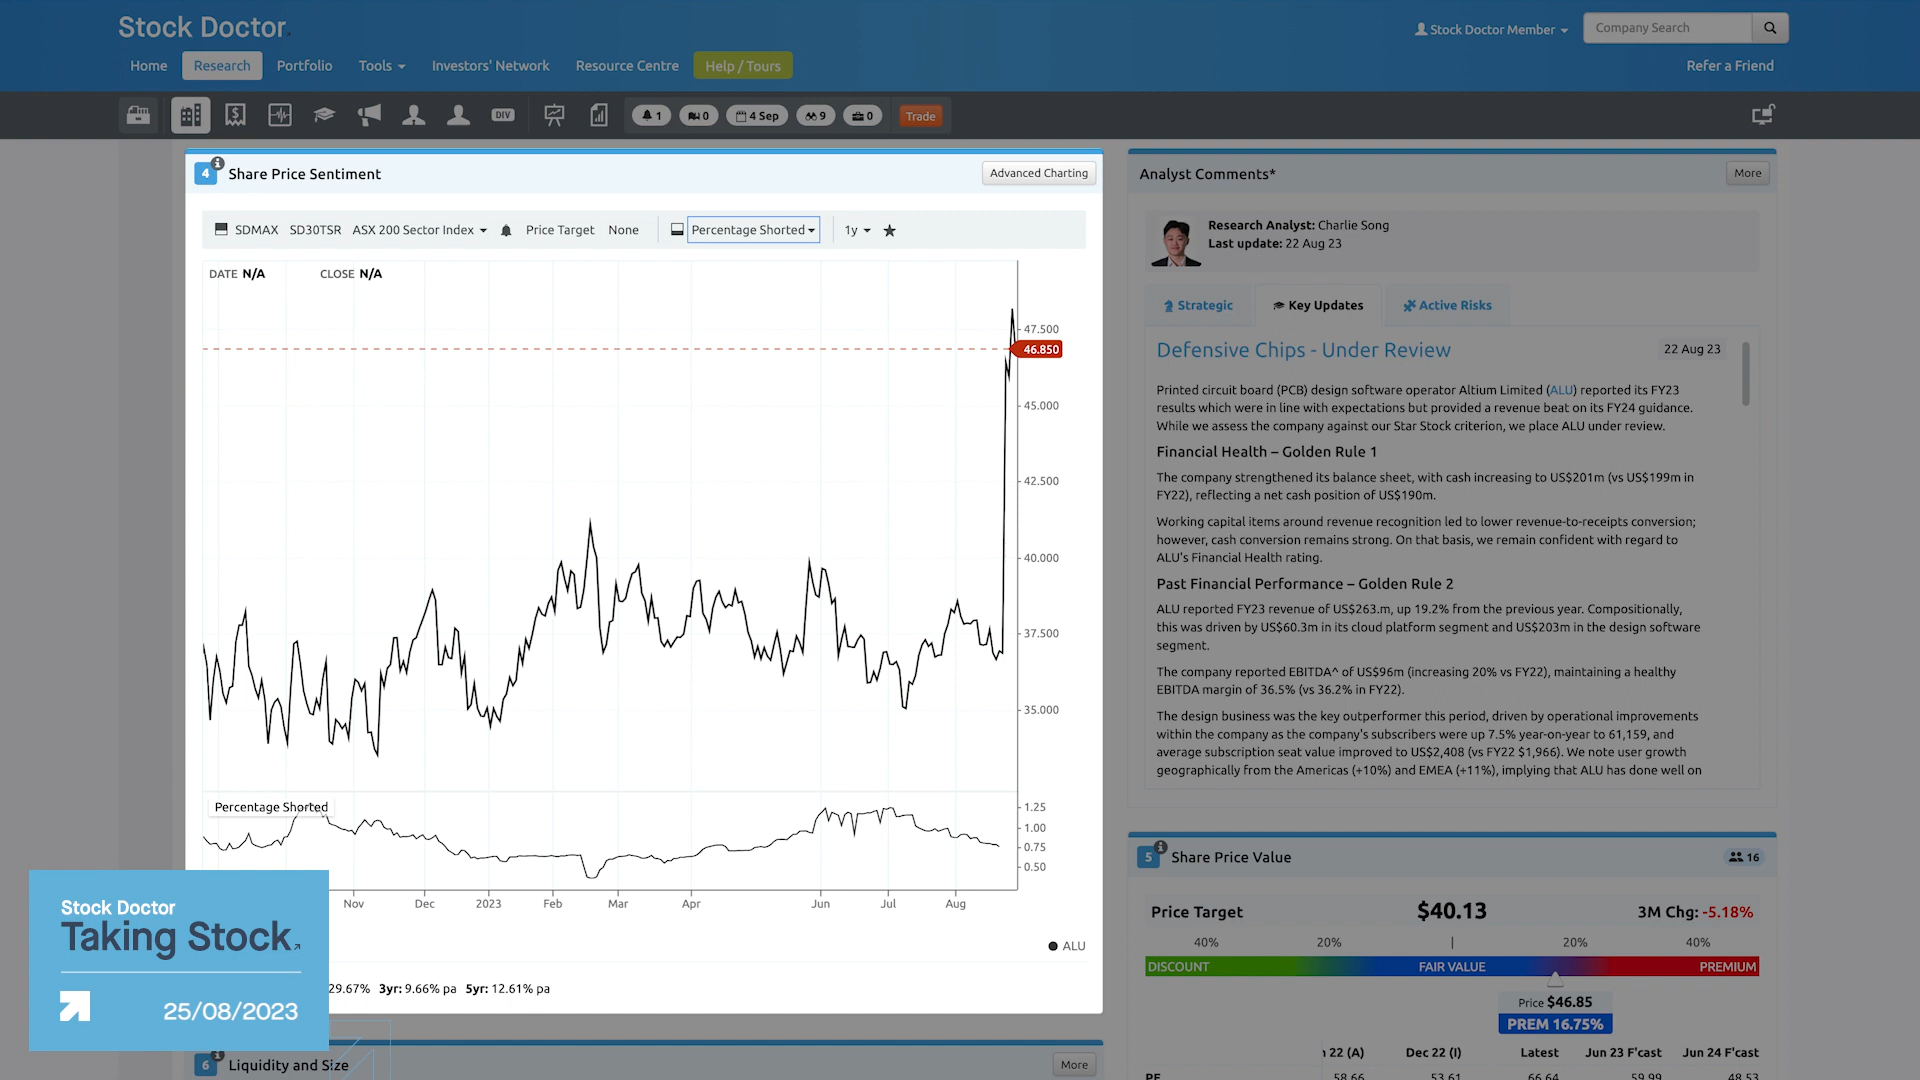 Stock Doctor
Stock Doctor Member
Company Search
Home
Research
Portfolio
Tools
Investors' Network
Resource Centre
Help / Tours
Refer a Friend
DIV
1
0
4 Sep
9
0
Trade
4
Share Price Sentiment
Advanced Charting
SDMAX
SD30TSR
ASX 200 Sector Index
Price Target
None
Percentage Shorted
1y
DATE N/A
CLOSE N/A
47.500
46.850
45.000
42.500
40.000
37.500
35.000
Percentage Shorted
1.25
1.00
0.75
0.50
Nov
Dec
2023
Feb
Mar
Apr
Jun
Jul
Aug
ALU
29.67% 3yr: 9.66% pa 5yr: 12.61% pa
6
Liquidity and Size
More
Stock Doctor
Taking Stock
25/08/2023
Analyst Comments*
More
Research Analyst: Charlie Song
Last update: 22 Aug 23
Strategic
Key Updates
Active Risks
Defensive Chips - Under Review
22 Aug 23
Printed circuit board (PCB) design software operator Altium Limited (ALU) reported its FY23
results which were in line with expectations but provided a revenue beat on its FY24 guidance.
While we assess the company against our Star Stock criterion, we place ALU under review.
Financial Health – Golden Rule 1
The company strengthened its balance sheet, with cash increasing to US$201m (vs US$199m in
FY22), reflecting a net cash position of US$190m.
Working capital items around revenue recognition led to lower revenue-to-receipts conversion;
however, cash conversion remains strong. On that basis, we remain confident with regard to
ALU's Financial Health rating.
Past Financial Performance – Golden Rule 2
ALU reported FY23 revenue of US$263.m, up 19.2% from the previous year. Compositionally,
this was driven by US$60.3m in its cloud platform segment and US$203m in the design software
segment.
The company reported EBITDA^ of US$96m (increasing 20% vs FY22), maintaining a healthy
EBITDA margin of 36.5% (vs 36.2% in FY22).
The design business was the key outperformer this period, driven by operational improvements
within the company as the company's subscribers were up 7.5% year-on-year to 61,159, and
average subscription seat value improved to US$2,408 (vs FY22 $1,966). We note user growth
geographically from the Americas (+10%) and EMEA (+11%), implying that ALU has done well on
5
Share Price Value
16
Price Target
$40.13
3M Chg: -5.18%
40%
20%
20%
40%
DISCOUNT
FAIR VALUE
PREMIUM
Price $46.85
PREM 16.75%
22 (A)
Dec 22 (I)
Latest
Jun 23 F'cast
Jun 24 F'cast
PE
58.66
53.61
66.64
59.99
48.53